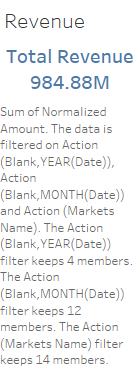 Revenue
Total Revenue
984.88M
Sum of Normalized
Amount. The data is
filtered on Action
(Blank,YEAR(Date)),
Action
(Blank,MONTH(Date))
and Action (Markets
Name). The Action
(Blank,YEAR(Date))
filter keeps 4 members.
The Action
(Blank,MONTH(Date))
filter keeps 12
members. The Action
(Markets Name) filter
keeps 14 members.